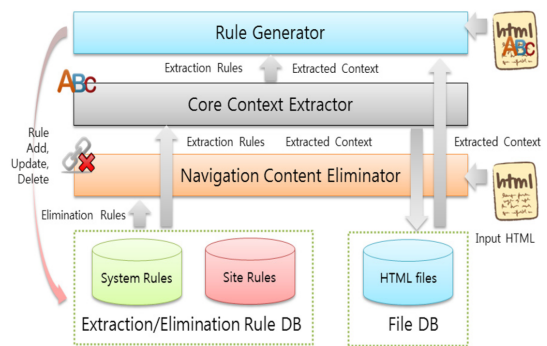 Rule Generator
html
ABC
Extraction Rules Extracted Context
ABC
Core Context Extractor
Rule
Add,
Update,
Delete
Extraction Rules Extracted Context Extracted Context
Navigation Content Eliminator
html
Elimination Rules
Input HTML
System Rules
Site Rules
HTML files
Extraction/Elimination Rule DB
File DB